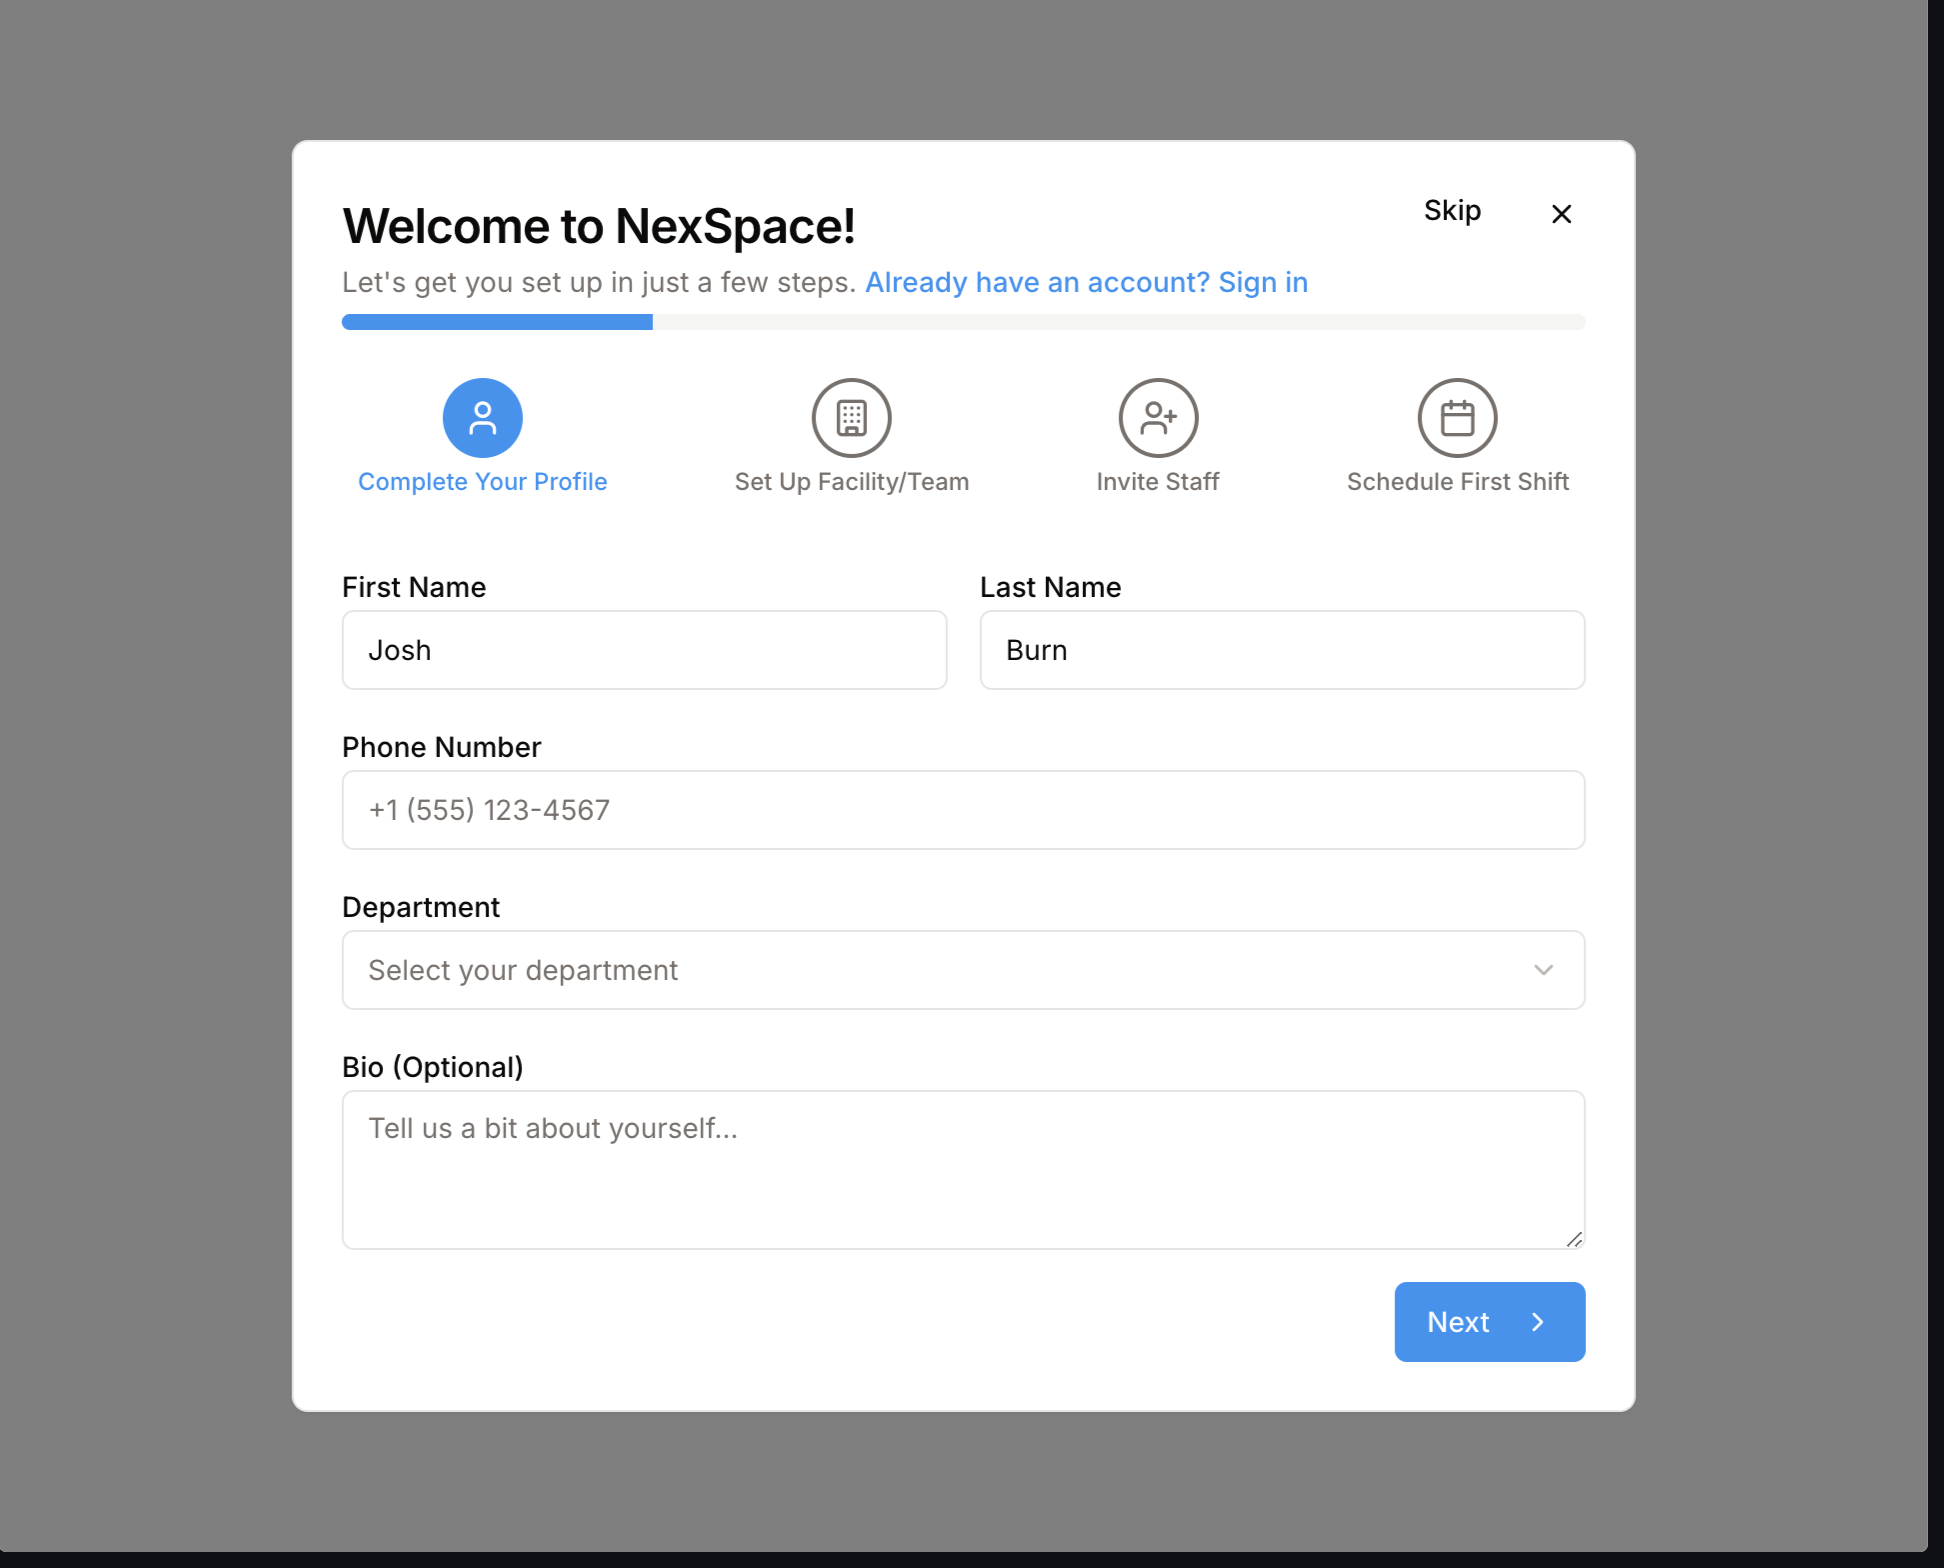 Welcome to NexSpace!
Skip
Let's get you set up in just a few steps. Already have an account? Sign in
Complete Your Profile
Set Up Facility/Team
Invite Staff
Schedule First Shift
First Name
Last Name
Josh
Burn
Phone Number
+1 (555) 123-4567
Department
Select your department
Bio (Optional)
Tell us a bit about yourself...
Next